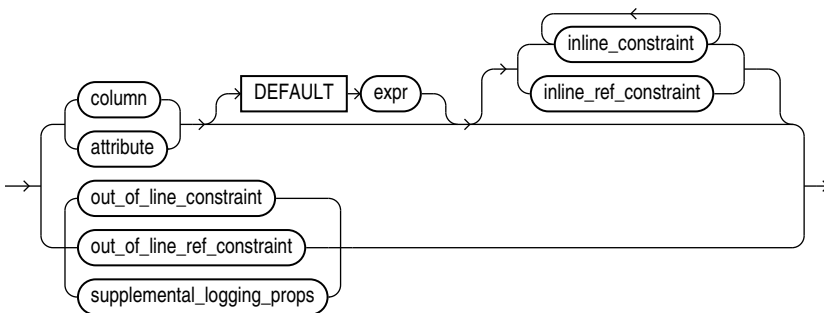 inline_constraint
DEFAULT expr
column
inline_ref_constraint
attribute
out_of_line_constraint
out_of_line_ref_constraint
supplemental_logging_props